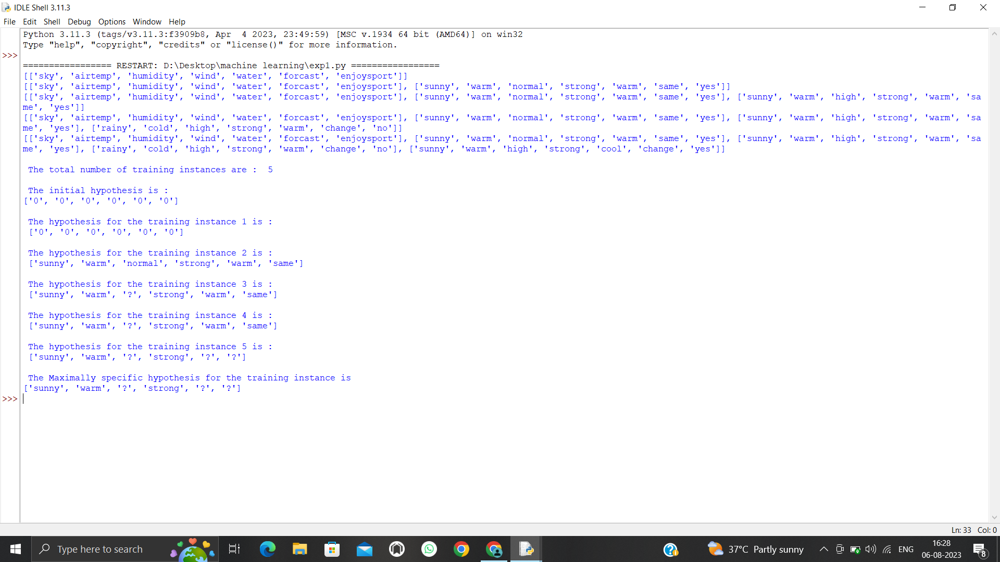 IDLE Shell 3.11.3
File Edit Shell Debug Options Window Help
Python 3.11.3 (tags/v3.11.3:f3909b8, Apr  4 2023, 23:49:59) [MSC v.1934 64 bit (AMD64)] on win32
Type "help", "copyright", "credits" or "license()" for more information.
>>>
================= RESTART: D:\Desktop\machine learning\exp1.py =================
[['sky', 'airtemp', 'humidity', 'wind', 'water', 'forcast', 'enjoysport']]
[['sky', 'airtemp', 'humidity', 'wind', 'water', 'forcast', 'enjoysport'], ['sunny', 'warm', 'normal', 'strong', 'warm', 'same', 'yes']]
[['sky', 'airtemp', 'humidity', 'wind', 'water', 'forcast', 'enjoysport'], ['sunny', 'warm', 'normal', 'strong', 'warm', 'same', 'yes'], ['sunny', 'warm', 'high', 'strong', 'warm', 'sa
me', 'yes']]
[['sky', 'airtemp', 'humidity', 'wind', 'water', 'forcast', 'enjoysport'], ['sunny', 'warm', 'normal', 'strong', 'warm', 'same', 'yes'], ['sunny', 'warm', 'high', 'strong', 'warm', 'sa
me', 'yes'], ['rainy', 'cold', 'high', 'strong', 'warm', 'change', 'no']]
[['sky', 'airtemp', 'humidity', 'wind', 'water', 'forcast', 'enjoysport'], ['sunny', 'warm', 'normal', 'strong', 'warm', 'same', 'yes'], ['sunny', 'warm', 'high', 'strong', 'warm', 'sa
me', 'yes'], ['rainy', 'cold', 'high', 'strong', 'warm', 'change', 'no'], ['sunny', 'warm', 'high', 'strong', 'cool', 'change', 'yes']]
The total number of training instances are :  5
The initial hypothesis is :
['0', '0', '0', '0', '0', '0']
The hypothesis for the training instance 1 is :
['0', '0', '0', '0', '0', '0']
The hypothesis for the training instance 2 is :
['sunny', 'warm', 'normal', 'strong', 'warm', 'same']
The hypothesis for the training instance 3 is :
['sunny', 'warm', '?', 'strong', 'warm', 'same']
The hypothesis for the training instance 4 is :
['sunny', 'warm', '?', 'strong', 'warm', 'same']
The hypothesis for the training instance 5 is :
['sunny', 'warm', '?', 'strong', '?', '?']
The Maximally specific hypothesis for the training instance is
['sunny', 'warm', '?', 'strong', '?', '?']
>>>
Ln: 33 Col: 0
Type here to search
37°C Partly sunny
ENG
16:28
06-08-2023
8